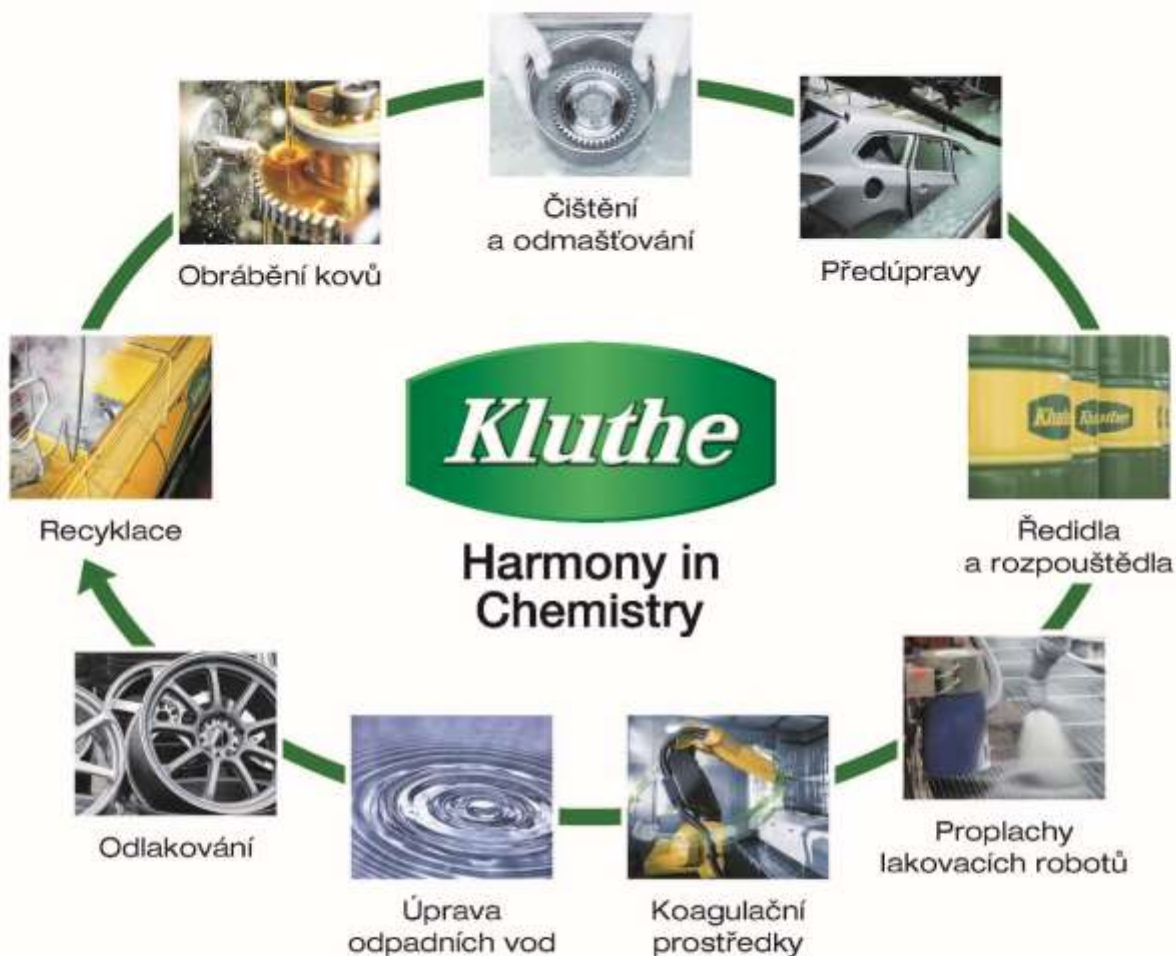 Čištění
a odmašťování
Obrábění kovů
Předúpravy
Recyklace
Kluthe
Harmony in
Chemistry
Ředidla
a rozpouštědla
Odlakování
Úprava
odpadních vod
Koagulační
prostředky
Proplachy
lakovacích robotů